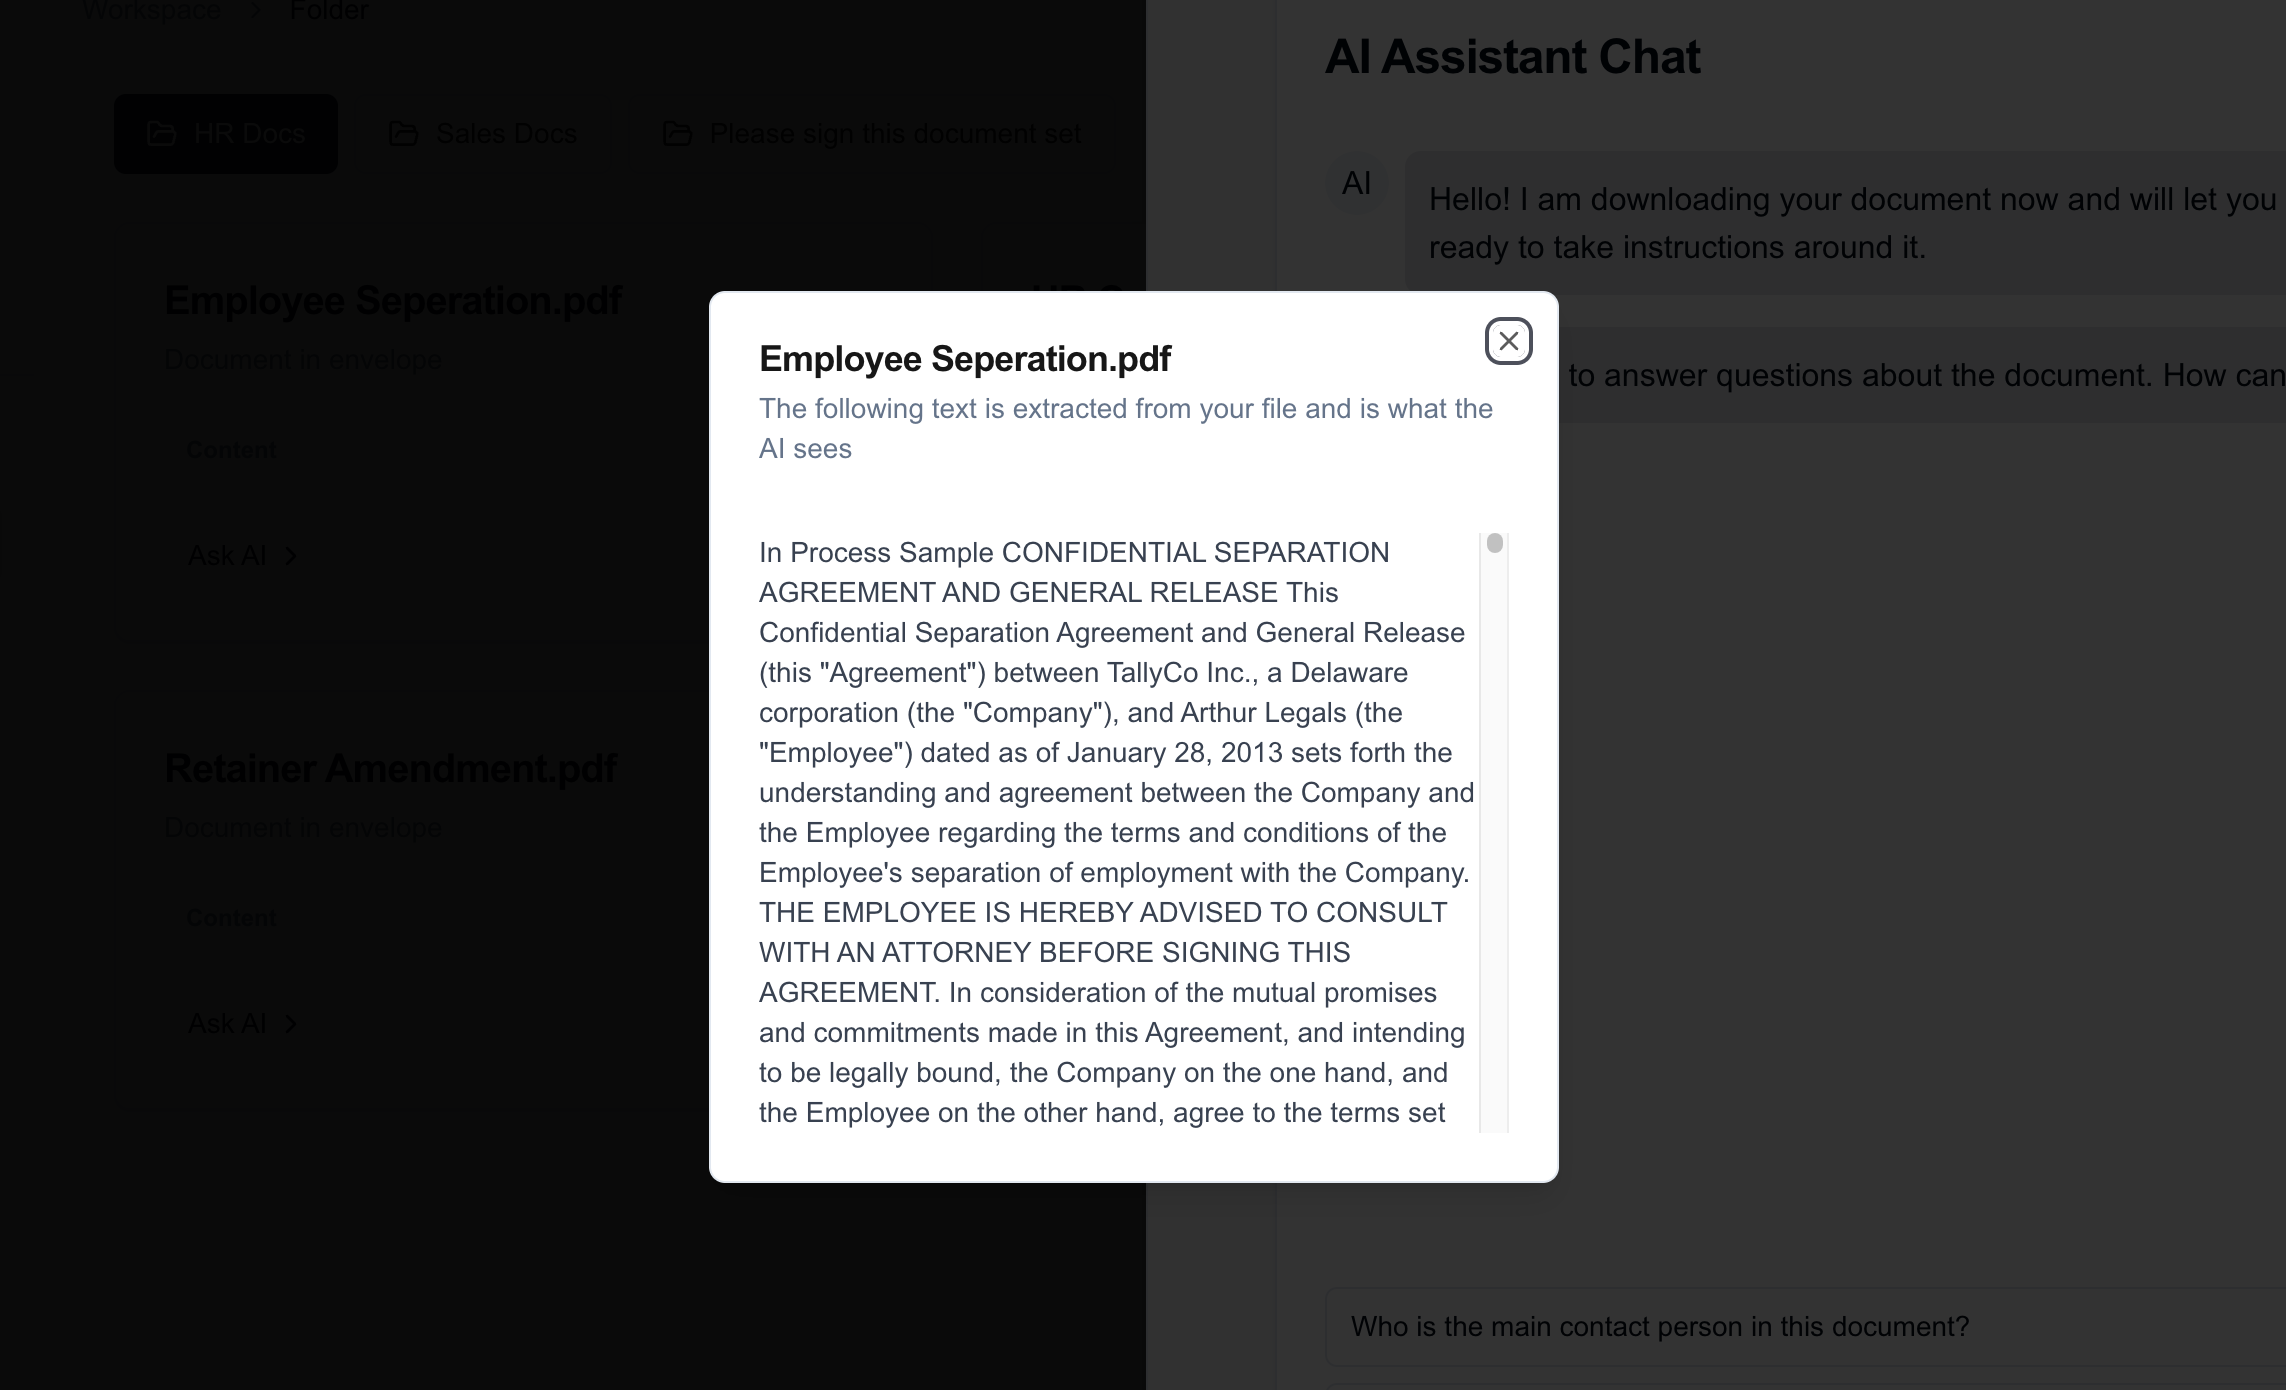 Workspace > Folder
HR Docs
Sales Docs
Please sign this document set
Employee Seperation.pdf
Document in envelope
Content
Ask AI >
Retainer Amendment.pdf
Document in envelope
Content
Ask AI >
AI Assistant Chat
AI
Hello! I am downloading your document now and will let you
ready to take instructions around it.
to answer questions about the document. How can
Who is the main contact person in this document?
Employee Seperation.pdf
The following text is extracted from your file and is what the
AI sees
In Process Sample CONFIDENTIAL SEPARATION
AGREEMENT AND GENERAL RELEASE This
Confidential Separation Agreement and General Release
(this "Agreement") between TallyCo Inc., a Delaware
corporation (the "Company"), and Arthur Legals (the
"Employee") dated as of January 28, 2013 sets forth the
understanding and agreement between the Company and
the Employee regarding the terms and conditions of the
Employee's separation of employment with the Company.
THE EMPLOYEE IS HEREBY ADVISED TO CONSULT
WITH AN ATTORNEY BEFORE SIGNING THIS
AGREEMENT. In consideration of the mutual promises
and commitments made in this Agreement, and intending
to be legally bound, the Company on the one hand, and
the Employee on the other hand, agree to the terms set